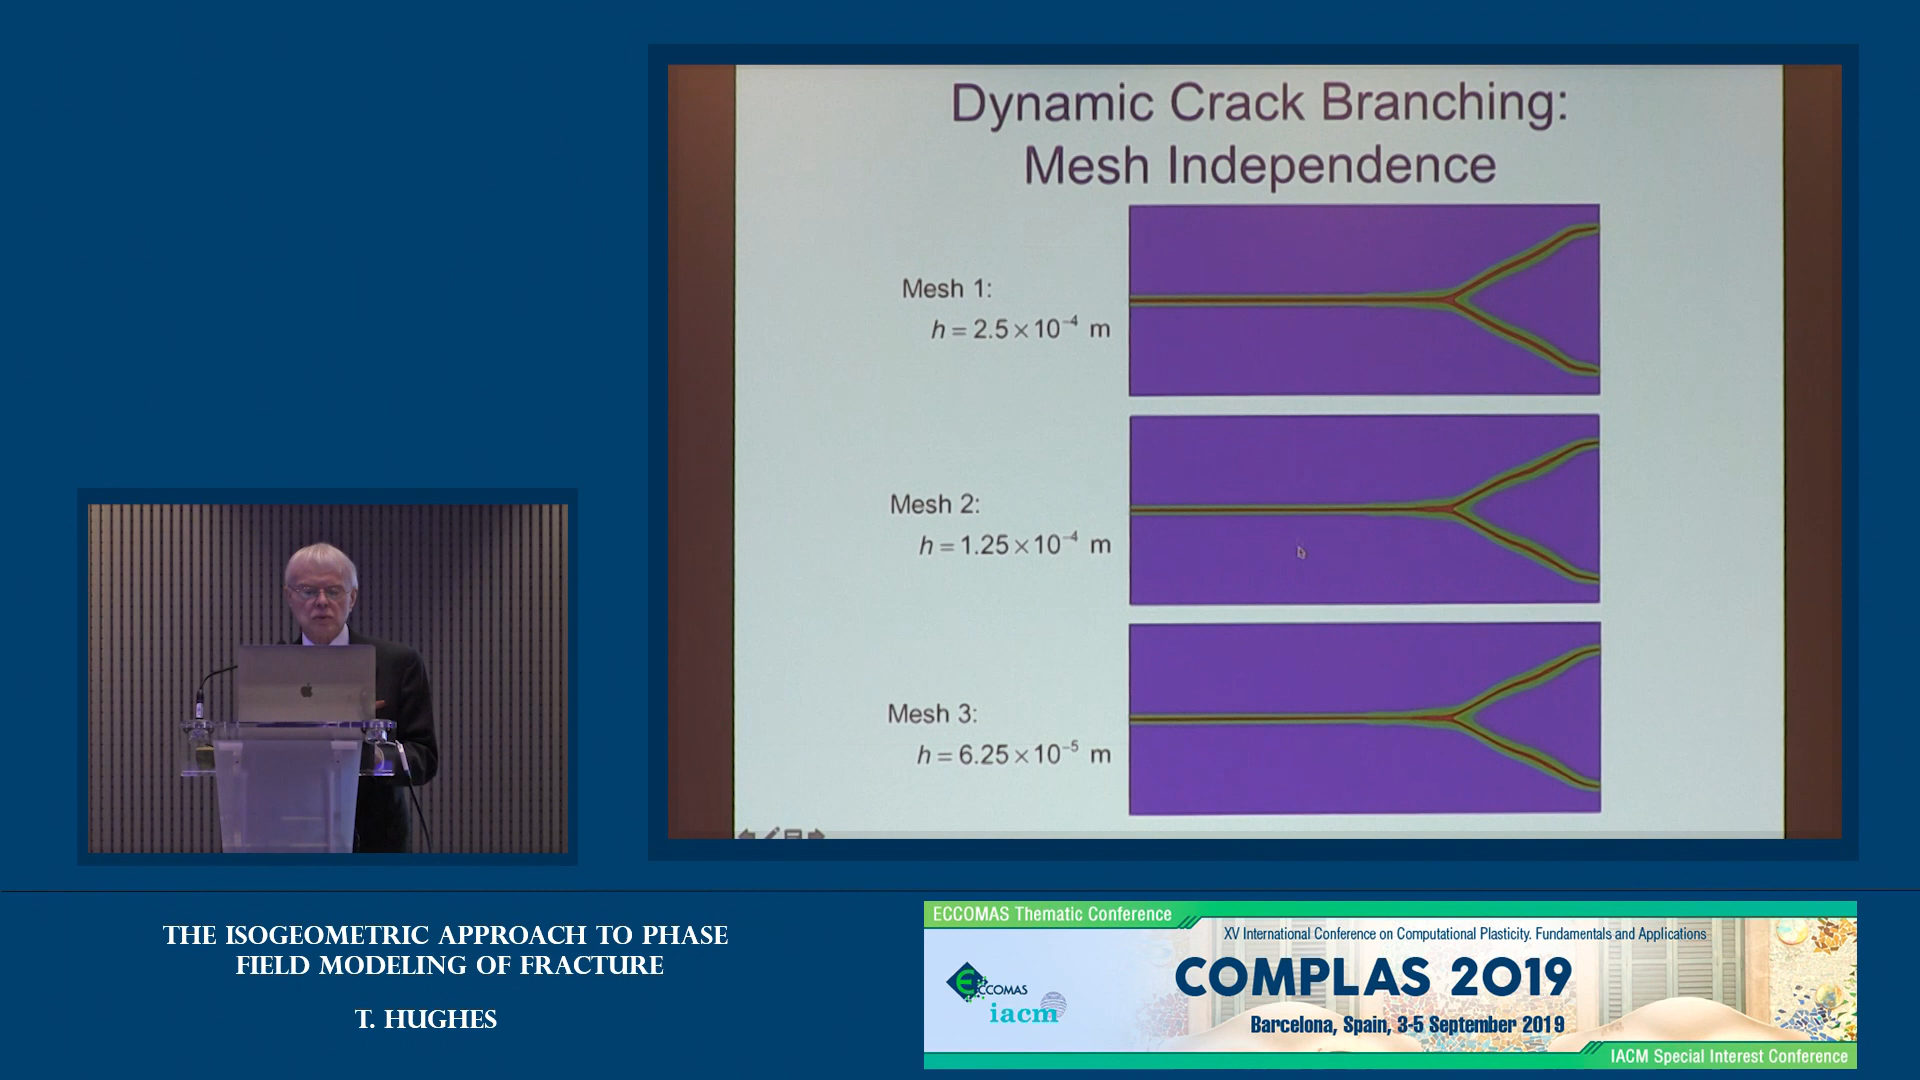 Dynamic Crack Branching:
Mesh Independence
Mesh 1:
h = 2.5×10⁻⁴ m
Mesh 2:
h = 1.25×10⁻⁴ m
Mesh 3:
h = 6.25×10⁻⁵ m
THE ISOGEOMETRIC APPROACH TO PHASE
FIELD MODELING OF FRACTURE
T. HUGHES
ECCOMAS Thematic Conference
XV International Conference on Computational Plasticity. Fundamentals and Applications
ECCOMAS
iacm
COMPLAS 2019
Barcelona, Spain, 3-5 September 2019
IACM Special Interest Conference